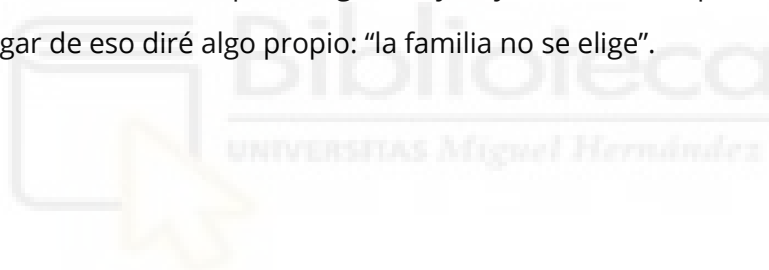 gar de eso diré algo propio: “la familia no se elige”.
Biblioteca
UNIVERSITAS Miguel Hernández